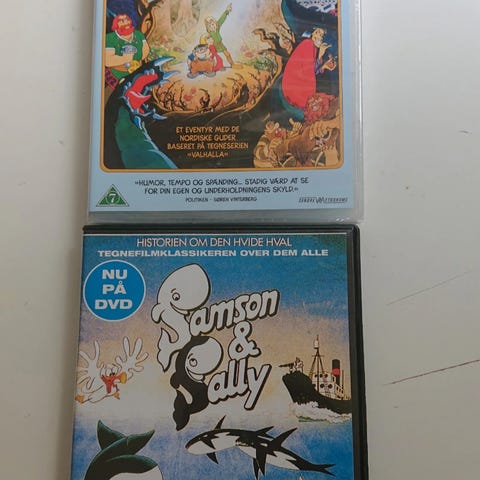 ET EVENTYR MED DE
NORDISKE GUDER
BASERET PÅ TEGNESERIEN
»VALHALLA«
7
»HUMOR, TEMPO OG SPÆNDING... STADIG VÆRD AT SE
FOR DIN EGEN OG UNDERHOLDNINGENS SKYLD.«
POLITIKEN - SØREN VINTERBERG
SANDREW METRONOME
HISTORIEN OM DEN HVIDE HVAL
TEGNEFILMKLASSIKEREN OVER DEM ALLE
NU
PÅ
DVD
Samson
&
Sally